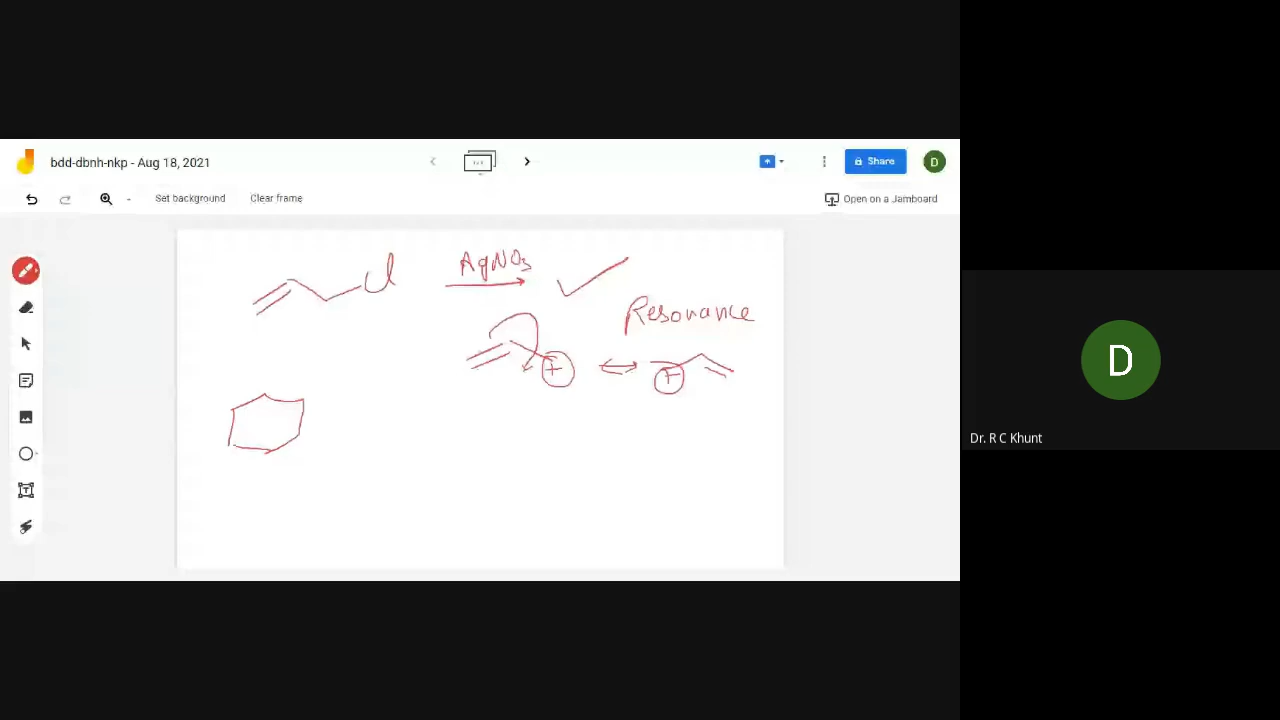 bdd-dbnh-nkp - Aug 18, 2021
Share
D
Set background
Clear frame
Open on a Jamboard
Cl
AgNO3
Resonance
+
+
D
Dr. R C Khunt